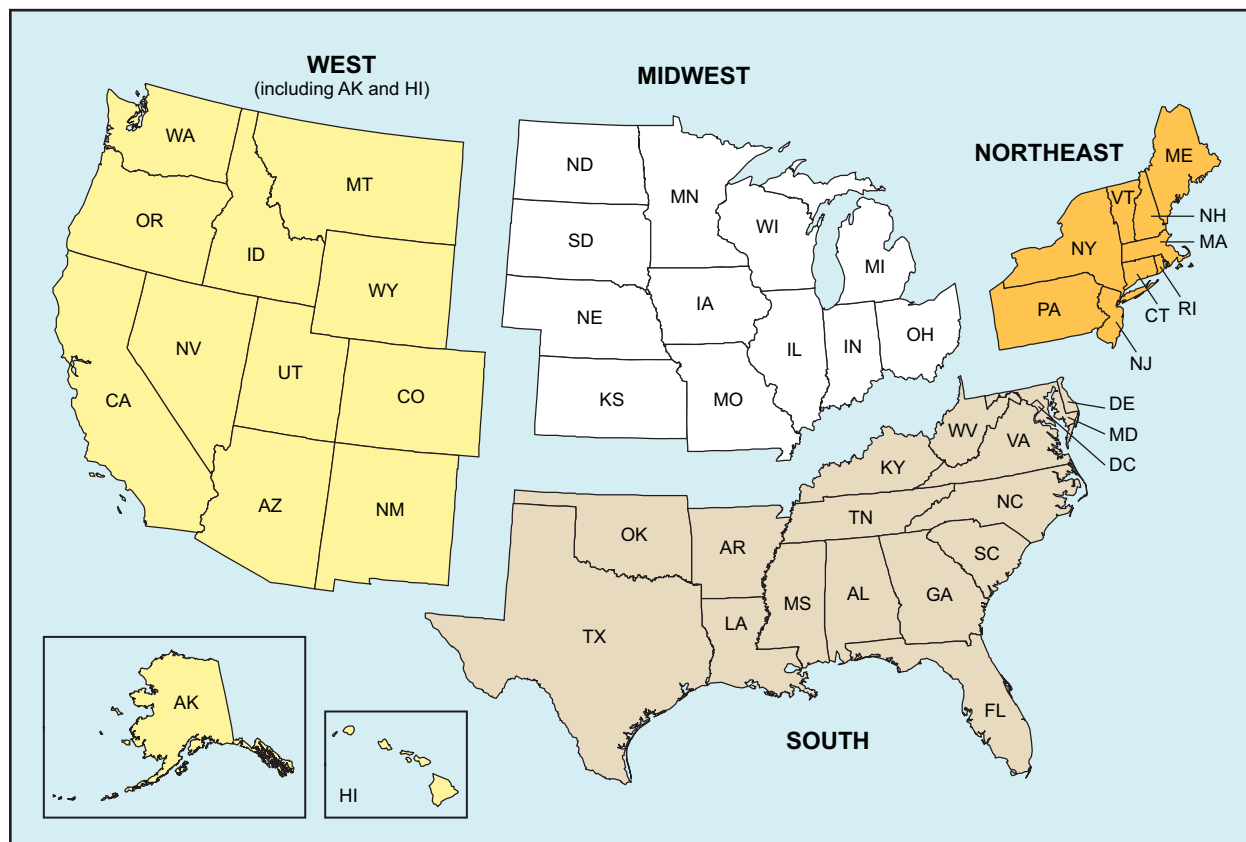 WEST
(including AK and HI)
MIDWEST
NORTHEAST
WA
MT
OR
ID
WY
NV
UT
CO
CA
AZ
NM
ND
MN
SD
WI
MI
NE
IA
IL
IN
OH
KS
MO
ME
VT
NH
NY
MA
PA
CT
RI
NJ
DE
WV
MD
VA
DC
KY
NC
TN
OK
AR
SC
MS
AL
GA
TX
LA
FL
SOUTH
AK
HI